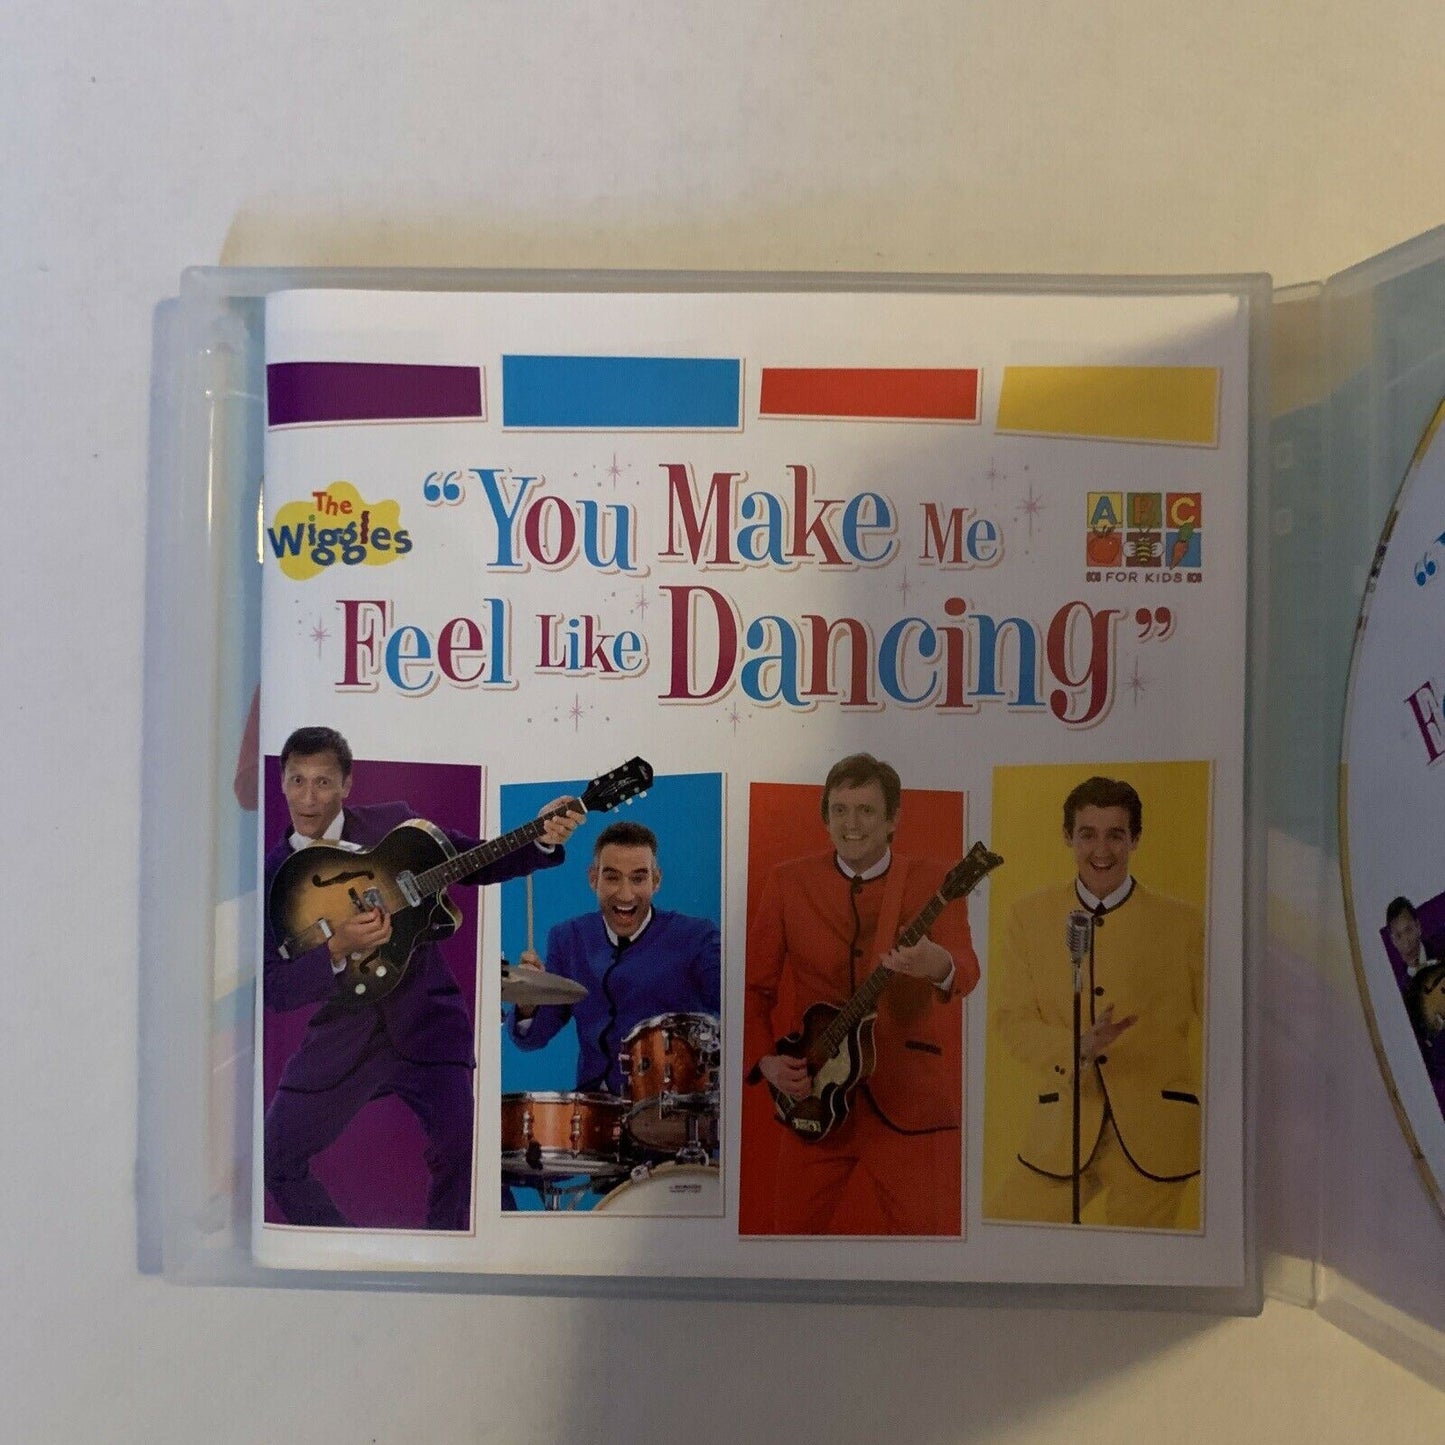 The
Wiggles
“You Make Me
Feel Like Dancing”
ABC
FOR KIDS